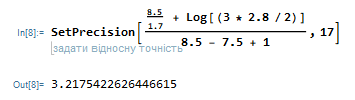 In[8]:= SetPrecision[(8.5/1.7 + Log[(3 * 2.8 / 2)])/(8.5 - 7.5 + 1), 17]
задати відносну точність
Out[8]= 3.2175422626446615